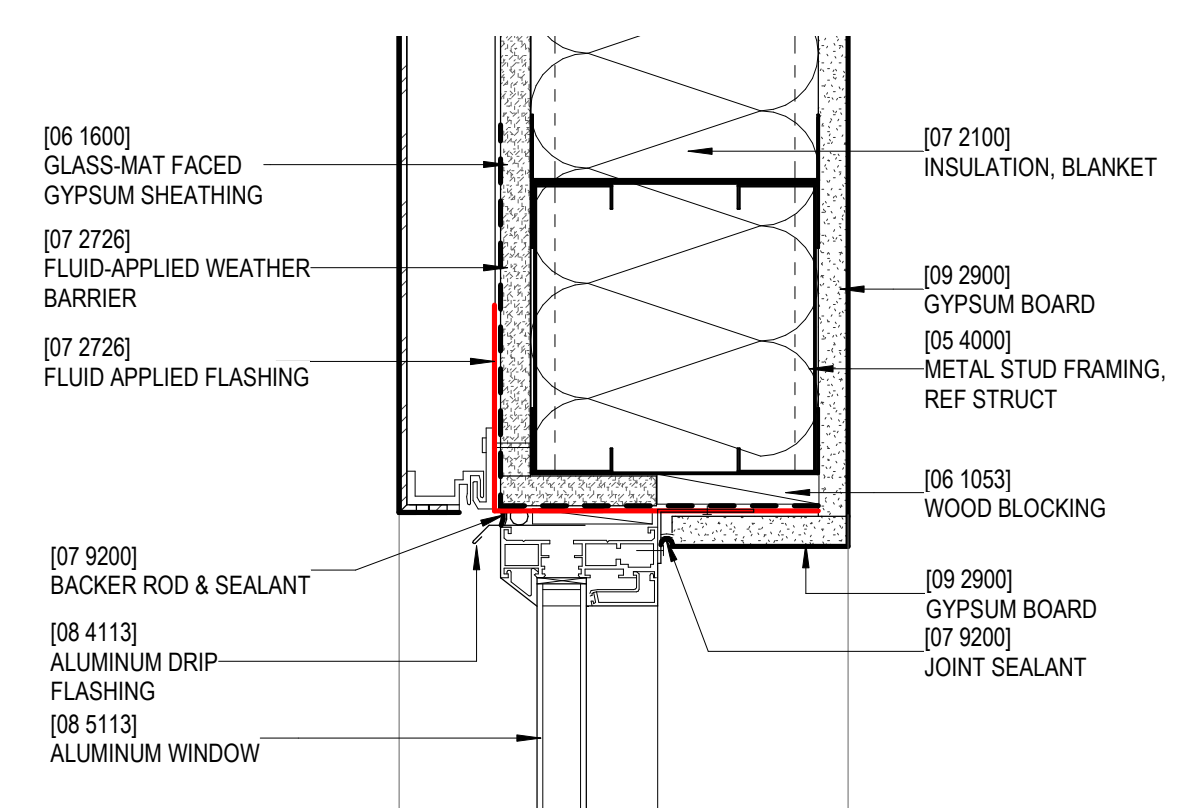 [06 1600]
GLASS-MAT FACED
GYPSUM SHEATHING
[07 2726]
FLUID-APPLIED WEATHER
BARRIER
[07 2726]
FLUID APPLIED FLASHING
[07 9200]
BACKER ROD & SEALANT
[08 4113]
ALUMINUM DRIP
FLASHING
[08 5113]
ALUMINUM WINDOW
[07 2100]
INSULATION, BLANKET
[09 2900]
GYPSUM BOARD
[05 4000]
METAL STUD FRAMING,
REF STRUCT
[06 1053]
WOOD BLOCKING
[09 2900]
GYPSUM BOARD
[07 9200]
JOINT SEALANT